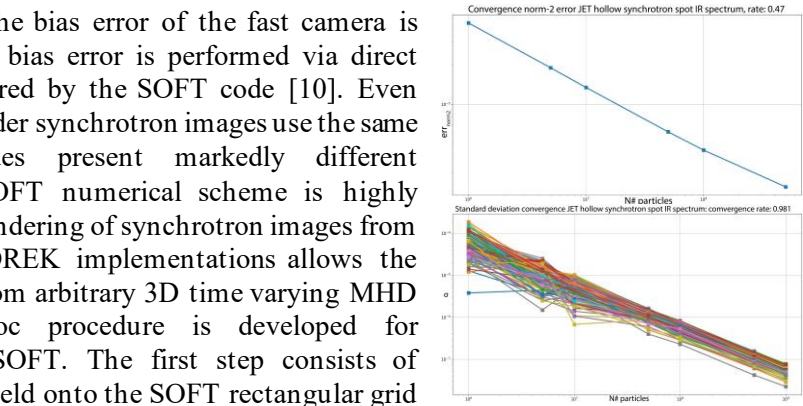 he bias error of the fast camera is
bias error is performed via direct
red by the SOFT code [10]. Even
der synchrotron images use the same
es present markedly different
OFT numerical scheme is highly
ndering of synchrotron images from
OREK implementations allows the
om arbitrary 3D time varying MHD
oc procedure is developed for
SOFT. The first step consists of
eld onto the SOFT rectangular grid
Convergence norm-2 error JET hollow synchrotron spot IR spectrum, rate: 0.47
err norm2
N# particles
Standard deviation convergence JET hollow synchrotron spot IR spectrum: comvergence rate: 0.981
σ
N# particles